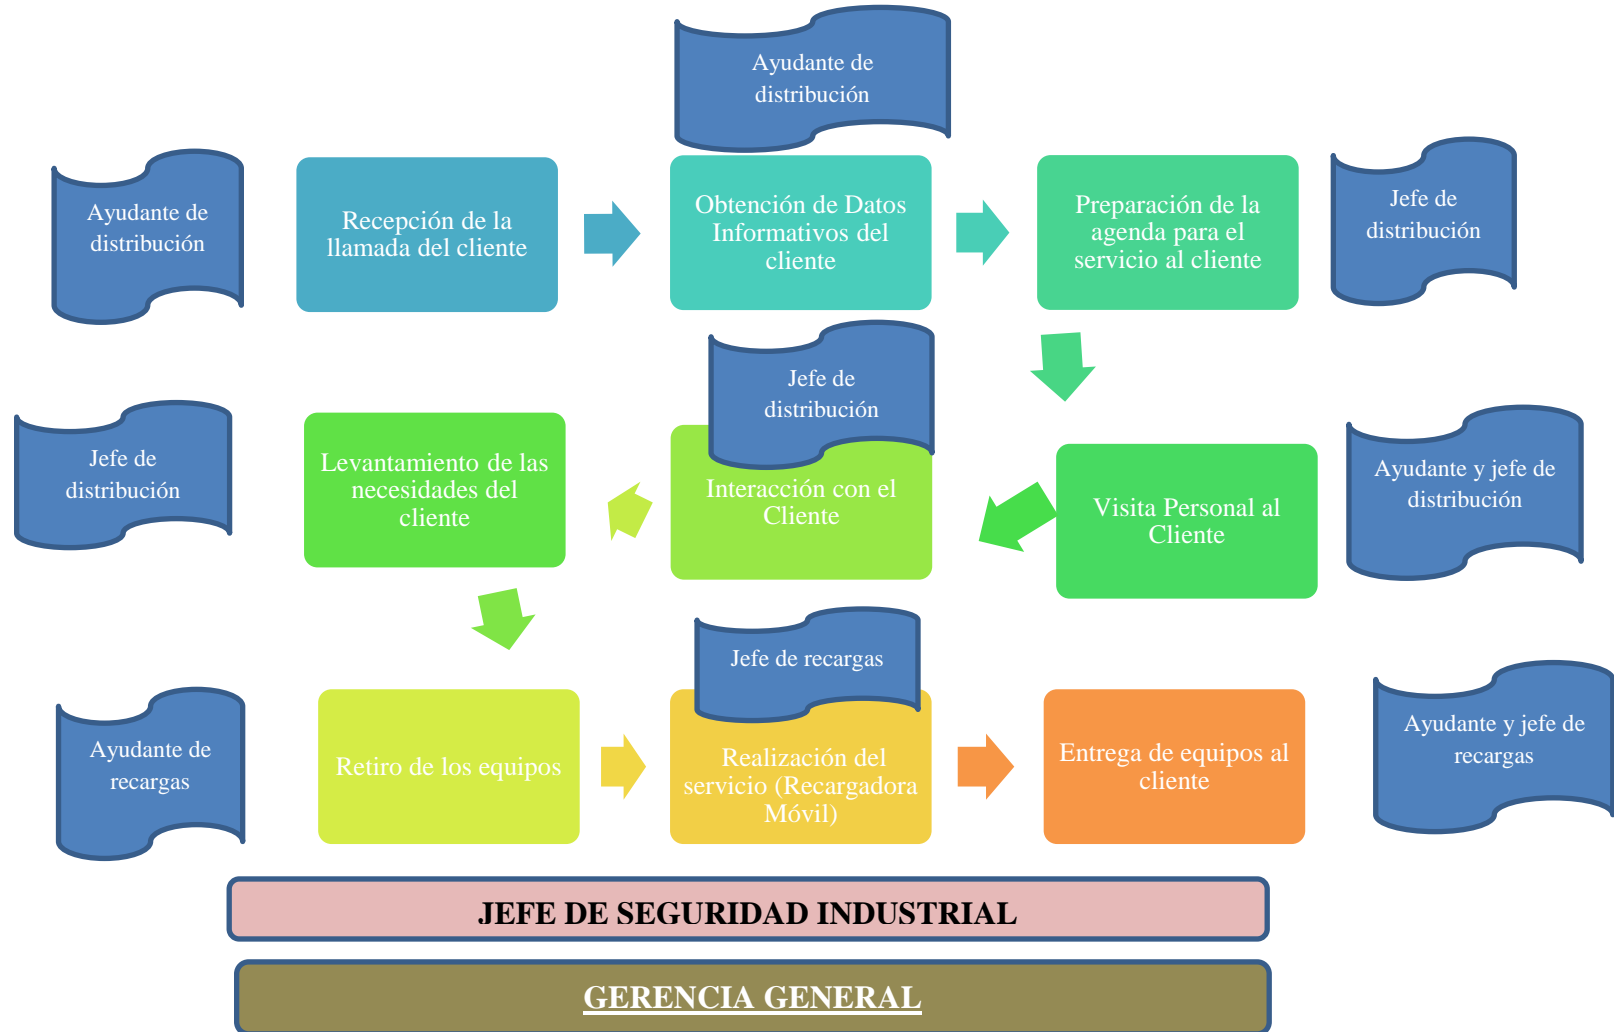 Ayudante de
distribución
Ayudante de
distribución
Recepción de la
llamada del cliente
Obtención de Datos
Informativos del
cliente
Preparación de la
agenda para el
servicio al cliente
Jefe de
distribución
Jefe de
distribución
Levantamiento de las
necesidades del
cliente
Jefe de
distribución
Interacción con el
Cliente
Visita Personal al
Cliente
Ayudante y jefe de
distribución
Ayudante de
recargas
Retiro de los equipos
Jefe de recargas
Realización del
servicio (Recargadora
Móvil)
Entrega de equipos al
cliente
Ayudante y jefe de
recargas
JEFE DE SEGURIDAD INDUSTRIAL
GERENCIA GENERAL